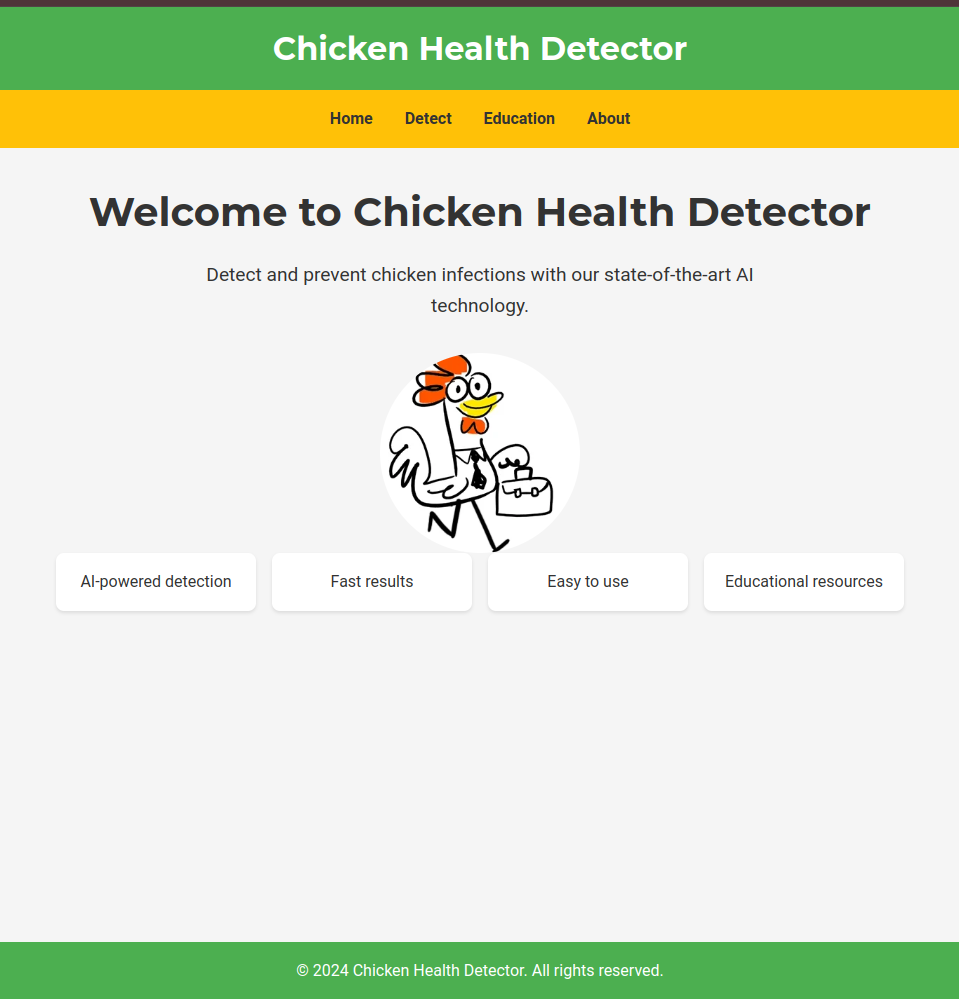 Chicken Health Detector
Home Detect Education About
Welcome to Chicken Health Detector
Detect and prevent chicken infections with our state-of-the-art AI
technology.
AI-powered detection Fast results Easy to use Educational resources
© 2024 Chicken Health Detector. All rights reserved.